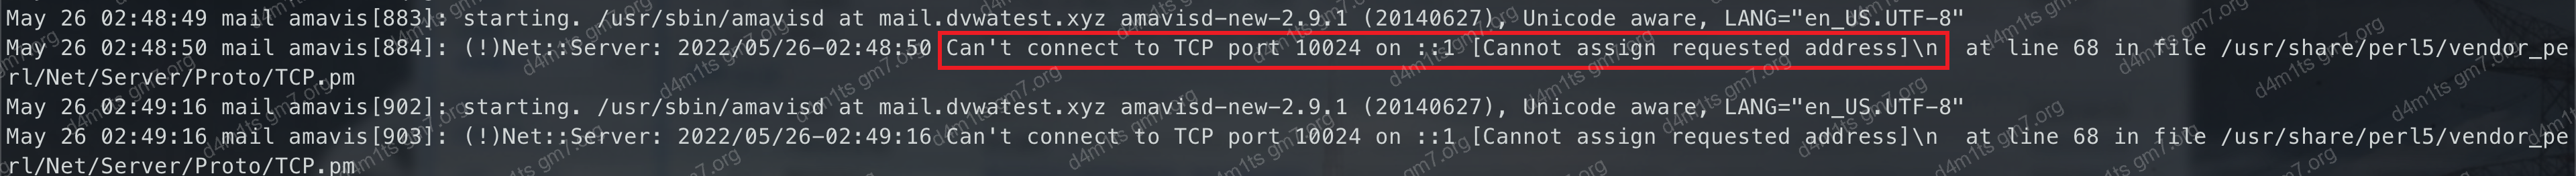 May 26 02:48:49 mail amavis[883]: starting. /usr/sbin/amavisd at mail.dvwatest.xyz amavisd-new-2.9.1 (20140627), Unicode aware, LANG="en_US.UTF-8"
May 26 02:48:50 mail amavis[884]: (!)Net::Server: 2022/05/26-02:48:50 Can't connect to TCP port 10024 on ::1 [Cannot assign requested address]\n  at line 68 in file /usr/share/perl5/vendor_pe
rl/Net/Server/Proto/TCP.pm
May 26 02:49:16 mail amavis[902]: starting. /usr/sbin/amavisd at mail.dvwatest.xyz amavisd-new-2.9.1 (20140627), Unicode aware, LANG="en_US.UTF-8"
May 26 02:49:16 mail amavis[903]: (!)Net::Server: 2022/05/26-02:49:16 Can't connect to TCP port 10024 on ::1 [Cannot assign requested address]\n  at line 68 in file /usr/share/perl5/vendor_pe
rl/Net/Server/Proto/TCP.pm
d4m1ts gm7.org